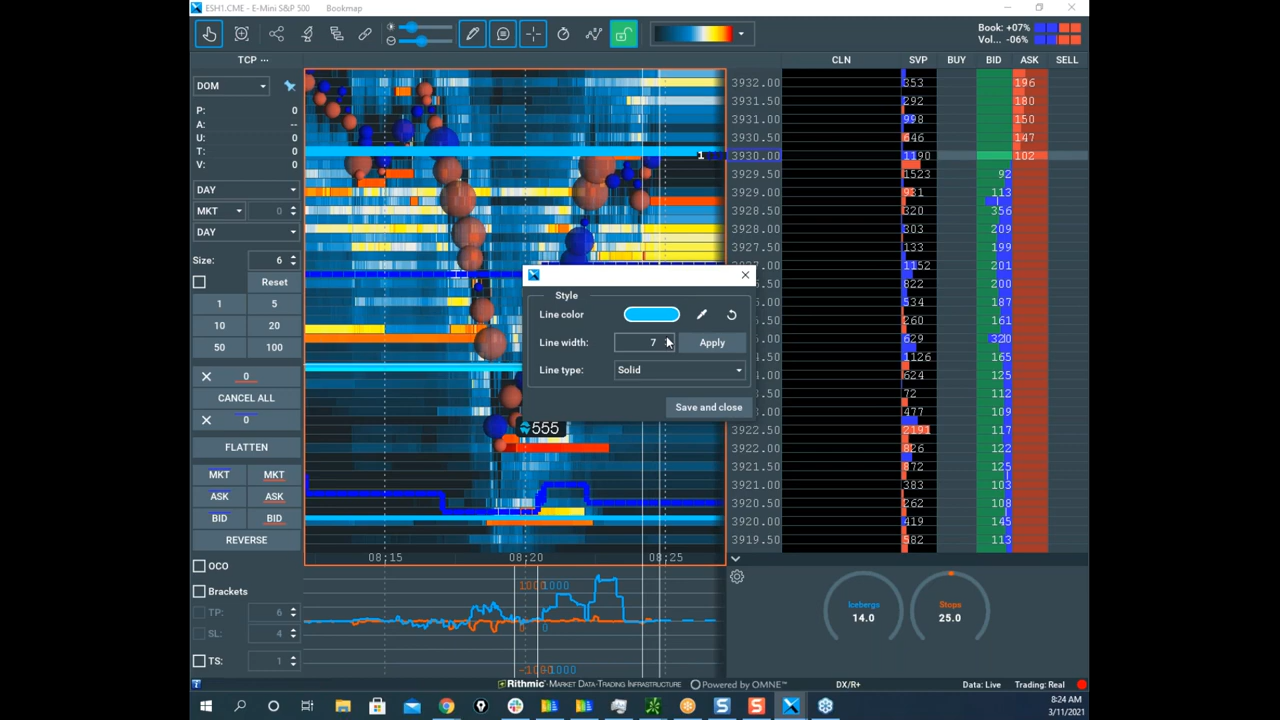 ESH1.CME - E-Mini S&P 500 Bookmap
Book: +07%
Vol... -06%
TCP ...
CLN SVP BUY BID ASK SELL
DOM
P: 0
A: --
U: 0
T: 0
V: 0
DAY
MKT 0
DAY
Size: 6
Reset
1 5
10 20
50 100
0
CANCEL ALL
0
FLATTEN
MKT MKT
ASK ASK
BID BID
REVERSE
OCO
Brackets
TP: 6
SL: 4
TS: 1
1
555
08:15 08:20 08:25
Style
Line color
Line width: 7 Apply
Line type: Solid
Save and close
3932.00 353 196
3931.50 292 180
3931.00 998 150
3930.50 646 147
3930.00 1190 102
3929.50 1523 92
3929.00 931 113
3928.50 320 356
3928.00 303 209
3927.50 133 199
1152 201
822 200
534 187
260 161
1126 165
624 124
72 112
477 109
3922.50 2191 117
3922.00 826 122
3921.50 872 125
3921.00 383 103
3920.50 262 108
3920.00 419 145
3919.50 582 113
Icebergs
14.0
Stops
25.0
Rithmic MARKET DATA-TRADING INFRASTRUCTURE Powered by OMNE™ DX/R+ Data: Live Trading: Real
8:24 AM
3/11/2021